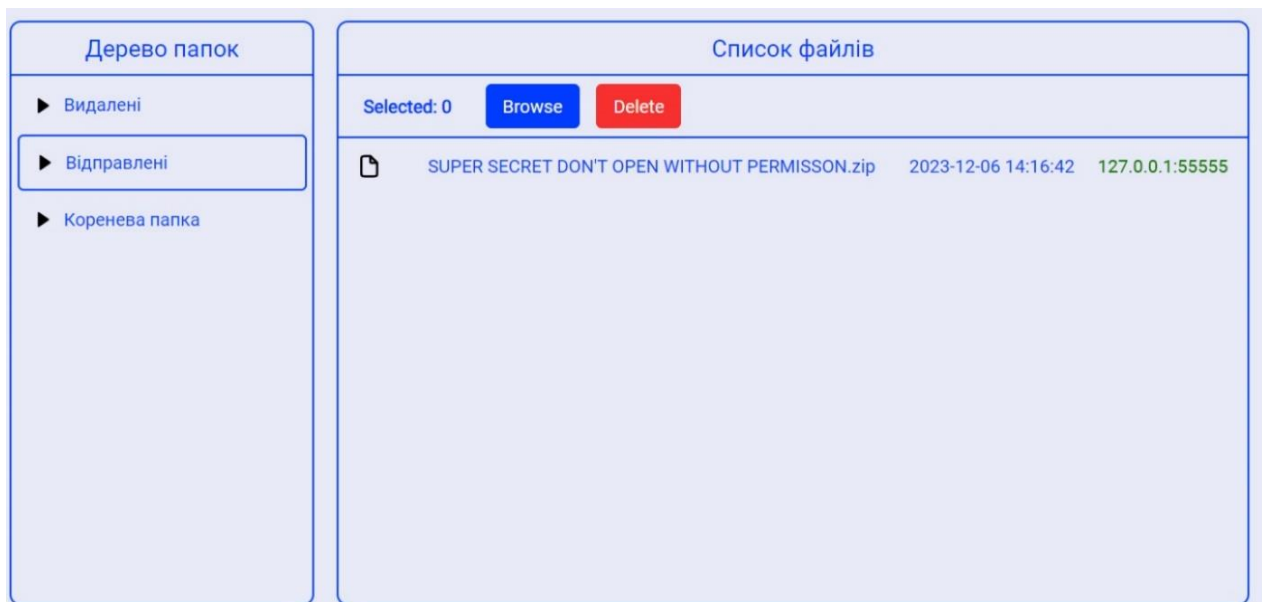 Дерево папок
Видалені
Відправлені
Коренева папка
Список файлів
Selected: 0 Browse Delete
SUPER SECRET DON'T OPEN WITHOUT PERMISSON.zip 2023-12-06 14:16:42 127.0.0.1:55555